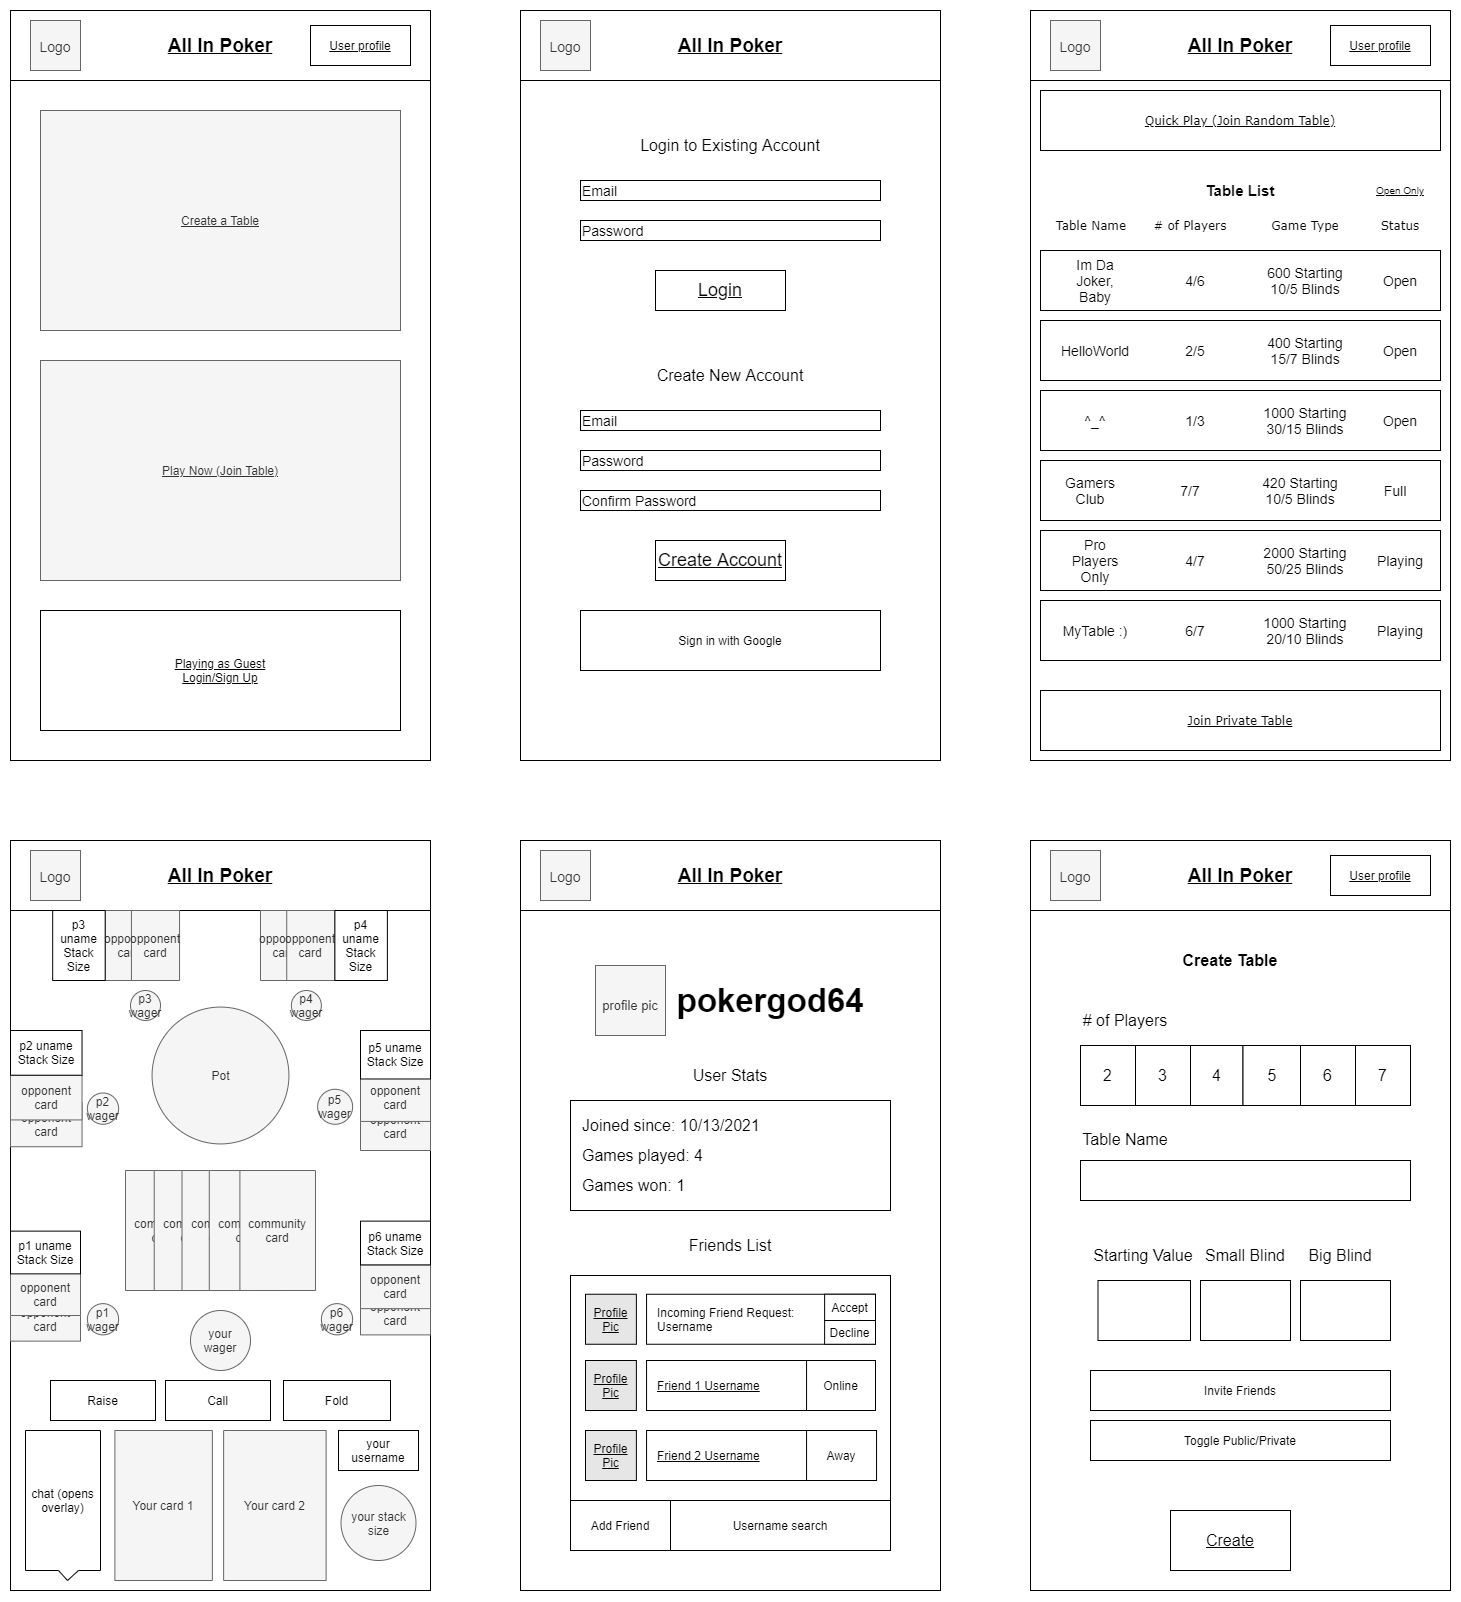 Logo
All In Poker
User profile
Create a Table
Play Now (Join Table)
Playing as Guest
Login/Sign Up
Logo
All In Poker
Login to Existing Account
Email
Password
Login
Create New Account
Email
Password
Confirm Password
Create Account
Sign in with Google
Logo
All In Poker
User profile
Quick Play (Join Random Table)
Table List
Open Only
Table Name # of Players Game Type Status
Im Da
Joker,
Baby
4/6
600 Starting
10/5 Blinds
Open
HelloWorld
2/5
400 Starting
15/7 Blinds
Open
^_^
1/3
1000 Starting
30/15 Blinds
Open
Gamers
Club
7/7
420 Starting
10/5 Blinds
Full
Pro
Players
Only
4/7
2000 Starting
50/25 Blinds
Playing
MyTable :)
6/7
1000 Starting
20/10 Blinds
Playing
Join Private Table
Logo
All In Poker
p3
uname
Stack
Size
opponent
card
opponent
card
p4
uname
Stack
Size
p3
wager
p4
wager
p2 uname
Stack Size
opponent
card
card
p2
wager
Pot
p5 uname
Stack Size
opponent
card
card
p5
wager
community
card
p1 uname
Stack Size
opponent
card
card
p1
wager
p6 uname
Stack Size
opponent
card
card
p6
wager
your
wager
Raise
Call
Fold
chat (opens
overlay)
Your card 1
Your card 2
your
username
your stack
size
Logo
All In Poker
profile pic
pokergod64
User Stats
Joined since: 10/13/2021
Games played: 4
Games won: 1
Friends List
Profile
Pic
Incoming Friend Request:
Username
Accept
Decline
Profile
Pic
Friend 1 Username
Online
Profile
Pic
Friend 2 Username
Away
Add Friend
Username search
Logo
All In Poker
User profile
Create Table
# of Players
2 3 4 5 6 7
Table Name
Starting Value Small Blind Big Blind
Invite Friends
Toggle Public/Private
Create